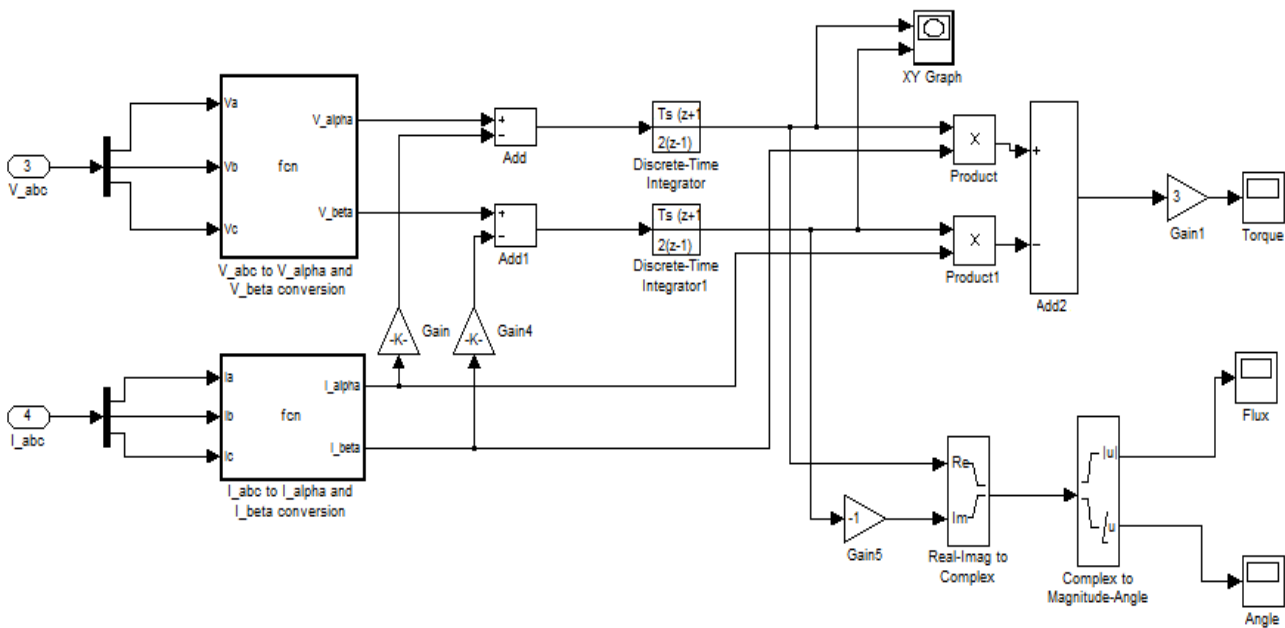 XY Graph
Va
Vb
Vc
fcn
V_alpha
V_beta
3
V_abc
V_abc to V_alpha and
V_beta conversion
+
−
Add
Ts (z+1
2(z-1)
Discrete-Time
Integrator
X
Product
+
−
Add1
Ts (z+1
2(z-1)
Discrete-Time
Integrator1
X
Product1
+
−
Add2
3
Gain1
Torque
-K-
Gain
-K-
Gain4
Ia
Ib
Ic
fcn
I_alpha
I_beta
4
I_abc
I_abc to I_alpha and
I_beta conversion
-1
Gain5
Re
Im
Real-Imag to
Complex
|u|
∠u
Complex to
Magnitude-Angle
Flux
Angle